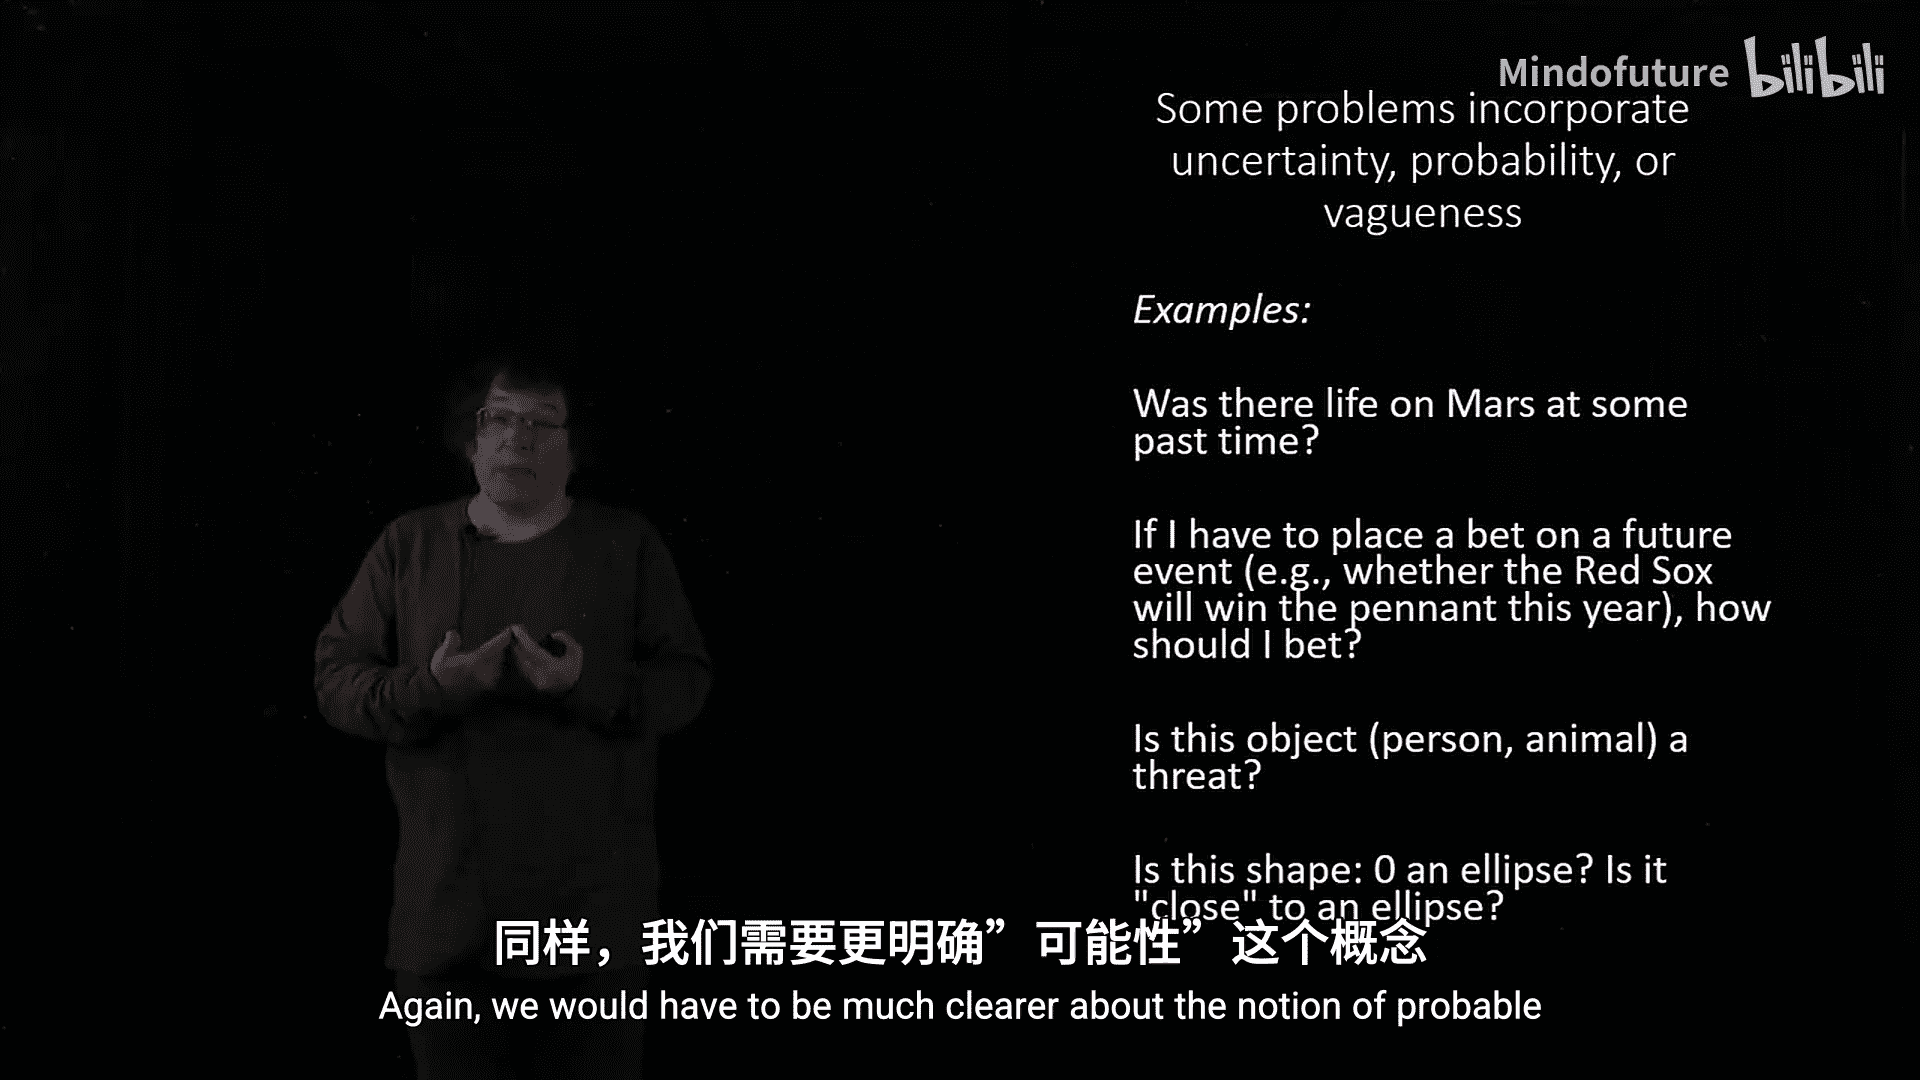 Mindofuture bilibili
Some problems incorporate
uncertainty, probability, or
vagueness
Examples:
Was there life on Mars at some
past time?
If I have to place a bet on a future
event (e.g., whether the Red Sox
will win the pennant this year), how
should I bet?
Is this object (person, animal) a
threat?
Is this shape: 0 an ellipse? Is it
"close" to an ellipse?
同样，我们需要更明确”可能性”这个概念
Again, we would have to be much clearer about the notion of probable